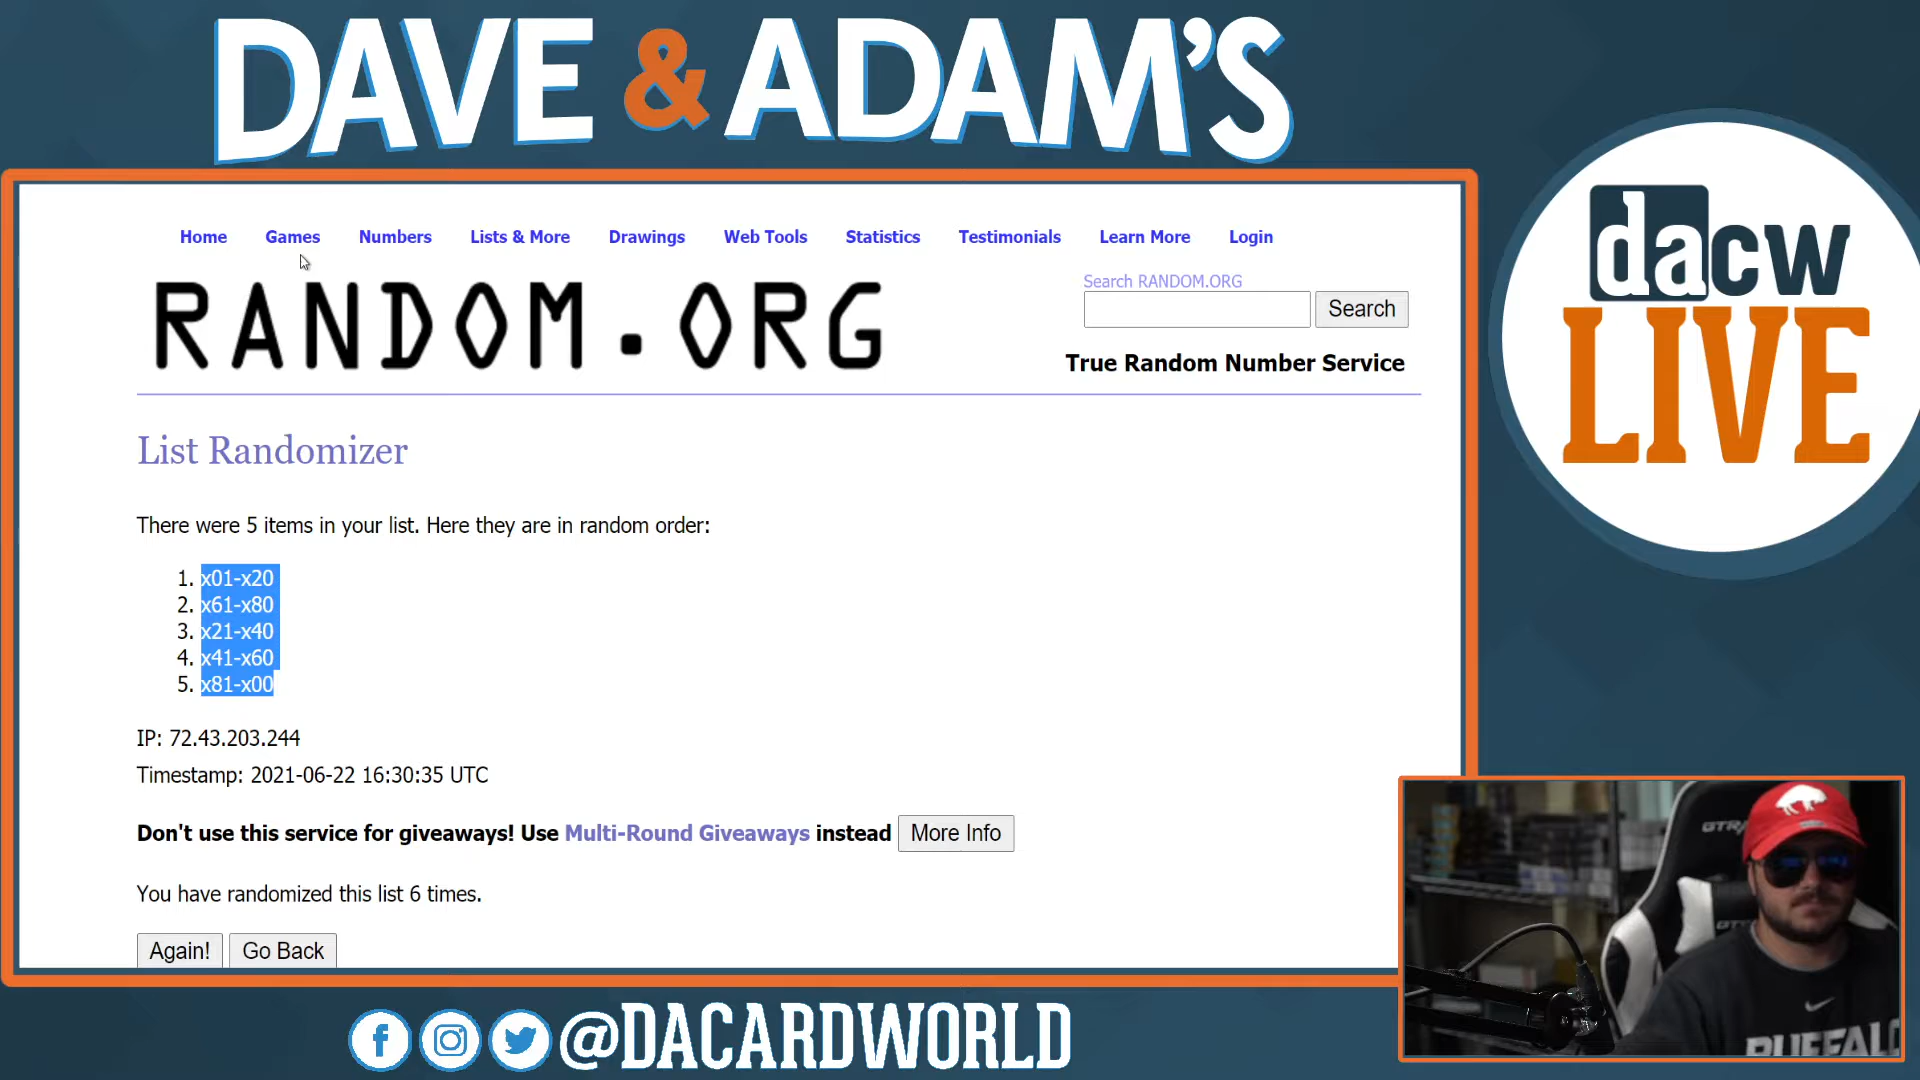 DAVE & ADAM'S
Home Games Numbers Lists & More Drawings Web Tools Statistics Testimonials Learn More Login
RANDOM.ORG
Search RANDOM.ORG
Search
True Random Number Service
List Randomizer
There were 5 items in your list. Here they are in random order:
1. x01-x20
2. x61-x80
3. x21-x40
4. x41-x60
5. x81-x00
IP: 72.43.203.244
Timestamp: 2021-06-22 16:30:35 UTC
Don't use this service for giveaways! Use Multi-Round Giveaways instead More Info
You have randomized this list 6 times.
Again! Go Back
dacw
LIVE
BUFFALO
@DACARDWORLD